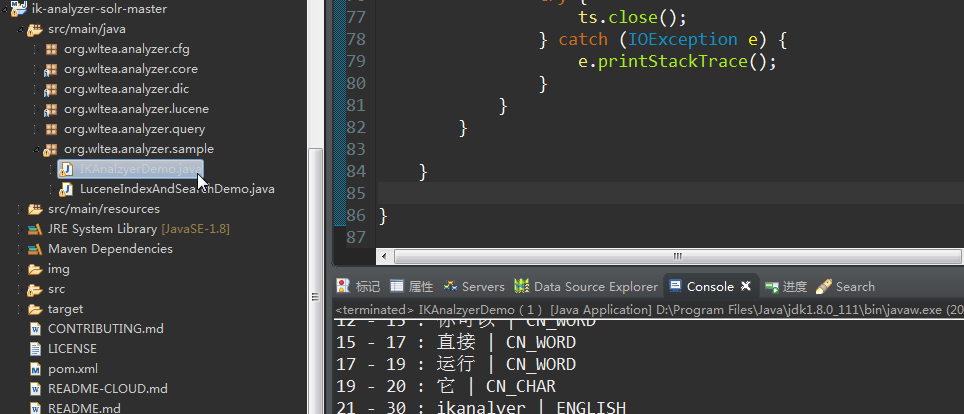 ik-analyzer-solr-master
src/main/java
org.wltea.analyzer.cfg
org.wltea.analyzer.core
org.wltea.analyzer.dic
org.wltea.analyzer.lucene
org.wltea.analyzer.query
org.wltea.analyzer.sample
IKAnalzyerDemo.java
LuceneIndexAndSearchDemo.java
src/main/resources
JRE System Library [JavaSE-1.8]
Maven Dependencies
img
src
target
CONTRIBUTING.md
LICENSE
pom.xml
README-CLOUD.md
README.md
77 ts.close();
78 } catch (IOException e) {
79 e.printStackTrace();
80 }
81 }
82 }
83
84 }
85
86 }
87
标记 属性 Servers Data Source Explorer Console 进度 Search
<terminated> IKAnalzyerDemo ( 1 ) [Java Application] D:\Program Files\Java\jdk1.8.0_111\bin\javaw.exe (20
12 - 15 : 你可以 | CN_WORD
15 - 17 : 直接 | CN_WORD
17 - 19 : 运行 | CN_WORD
19 - 20 : 它 | CN_CHAR
21 - 30 : ikanalyer | ENGLISH